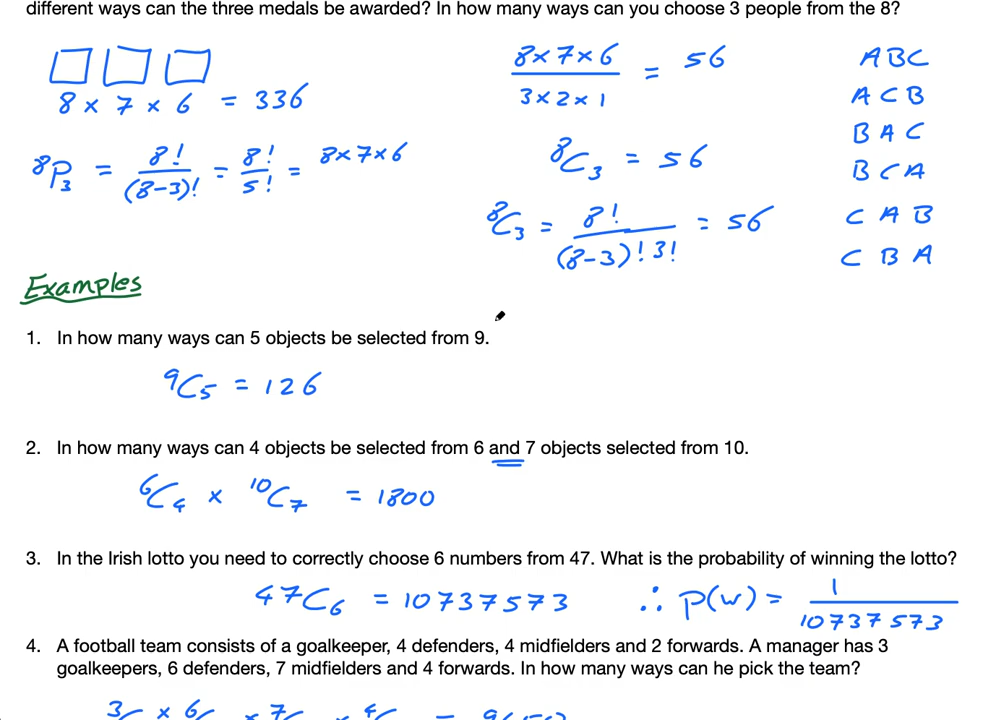 different ways can the three medals be awarded? In how many ways can you choose 3 people from the 8?
8 × 7 × 6 = 336
8P3 = 8! / (8-3)! = 8! / 5! = 8×7×6
8×7×6 / 3×2×1 = 56
8C3 = 56
8C3 = 8! / (8-3)! 3! = 56
ABC
ACB
BAC
BCA
CAB
CBA
Examples
1. In how many ways can 5 objects be selected from 9.
9C5 = 126
2. In how many ways can 4 objects be selected from 6 and 7 objects selected from 10.
6C4 × 10C7 = 1800
3. In the Irish lotto you need to correctly choose 6 numbers from 47. What is the probability of winning the lotto?
47C6 = 10737573 ∴ P(W) = 1 / 10737573
4. A football team consists of a goalkeeper, 4 defenders, 4 midfielders and 2 forwards. A manager has 3
goalkeepers, 6 defenders, 7 midfielders and 4 forwards. In how many ways can he pick the team?
3C × 6C × 7C × 4C =